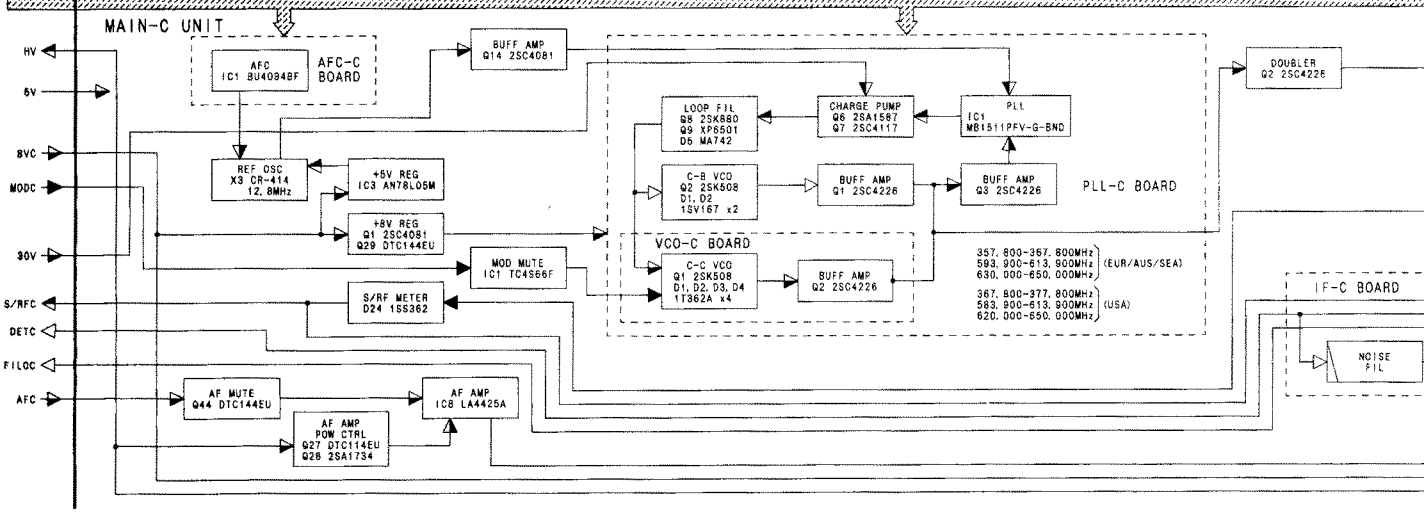 MAIN-C UNIT
HV
5V
8VC
MODC
30V
S/RFC
DETC
FILOC
AFC
AFC
IC1 BU4094BF
AFC-C
BOARD
BUFF AMP
Q14 2SC4081
REF OSC
X3 CR-414
12.8MHz
+5V REG
IC3 AN78L05M
+8V REG
Q1 2SC4081
Q29 DTC144EU
MOD MUTE
IC1 TC4S66F
S/RF METER
D24 1SS362
AF MUTE
Q44 DTC144EU
AF AMP
IC8 LA4425A
AF AMP
POW CTRL
Q27 DTC114EU
Q28 2SA1734
LOOP FIL
Q8 2SK880
Q9 XP6501
D5 MA742
CHARGE PUMP
Q6 2SA1587
Q7 2SC4117
PLL
IC1
MB1511PFV-G-BND
C-B VCO
Q2 2SK508
D1, D2
1SV167 x2
BUFF AMP
Q1 2SC4226
BUFF AMP
Q3 2SC4226
PLL-C BOARD
VCO-C BOARD
C-C VCO
Q1 2SK508
D1, D2, D3, D4
1T362A x4
BUFF AMP
Q2 2SC4226
357.800-367.800MHz
593.900-613.900MHz (EUR/AUS/SEA)
630.000-650.000MHz
367.800-377.800MHz
583.900-613.900MHz (USA)
620.000-650.000MHz
DOUBLER
Q2 2SC4226
IF-C BOARD
NOISE
FIL